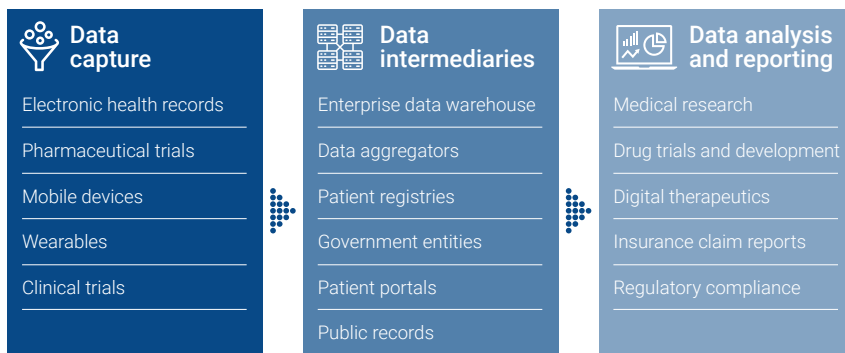 Data
capture
Electronic health records
Pharmaceutical trials
Mobile devices
Wearables
Clinical trials
Data
intermediaries
Enterprise data warehouse
Data aggregators
Patient registries
Government entities
Patient portals
Public records
Data analysis
and reporting
Medical research
Drug trials and development
Digital therapeutics
Insurance claim reports
Regulatory compliance